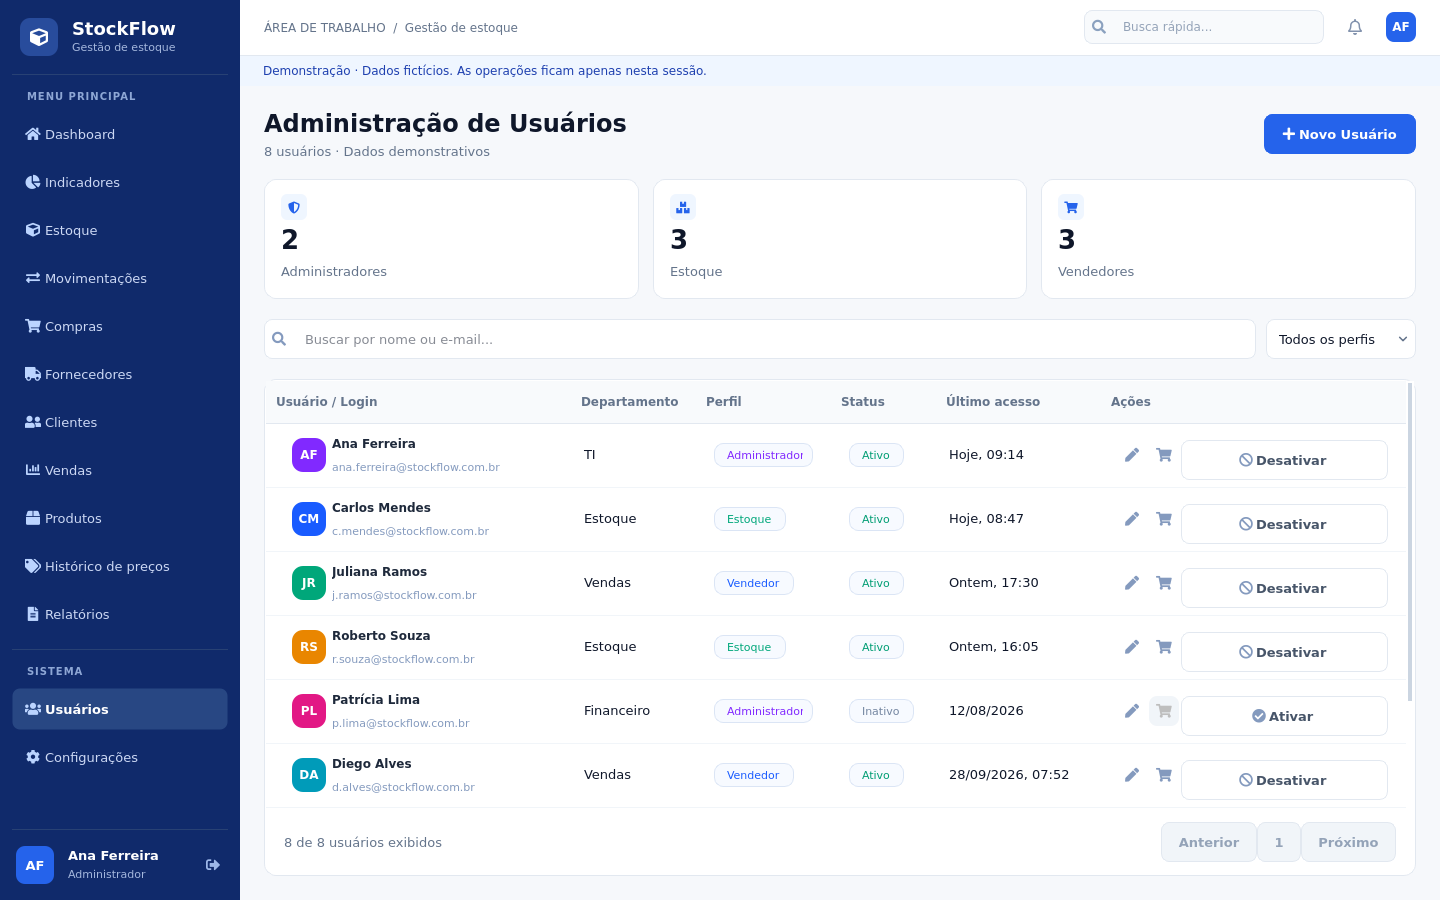 StockFlow
Gestão de estoque
MENU PRINCIPAL
Dashboard
Indicadores
Estoque
Movimentações
Compras
Fornecedores
Clientes
Vendas
Produtos
Histórico de preços
Relatórios
SISTEMA
Usuários
Configurações
AF
Ana Ferreira
Administrador
ÁREA DE TRABALHO / Gestão de estoque
Busca rápida...
AF
Demonstração · Dados fictícios. As operações ficam apenas nesta sessão.
Administração de Usuários
8 usuários · Dados demonstrativos
Novo Usuário
2
Administradores
3
Estoque
3
Vendedores
Buscar por nome ou e-mail...
Todos os perfis
Usuário / Login Departamento Perfil Status Último acesso Ações
AF Ana Ferreira
ana.ferreira@stockflow.com.br
TI Administrador Ativo Hoje, 09:14 Desativar
CM Carlos Mendes
c.mendes@stockflow.com.br
Estoque Estoque Ativo Hoje, 08:47 Desativar
JR Juliana Ramos
j.ramos@stockflow.com.br
Vendas Vendedor Ativo Ontem, 17:30 Desativar
RS Roberto Souza
r.souza@stockflow.com.br
Estoque Estoque Ativo Ontem, 16:05 Desativar
PL Patrícia Lima
p.lima@stockflow.com.br
Financeiro Administrador Inativo 12/08/2026 Ativar
DA Diego Alves
d.alves@stockflow.com.br
Vendas Vendedor Ativo 28/09/2026, 07:52 Desativar
8 de 8 usuários exibidos
Anterior 1 Próximo